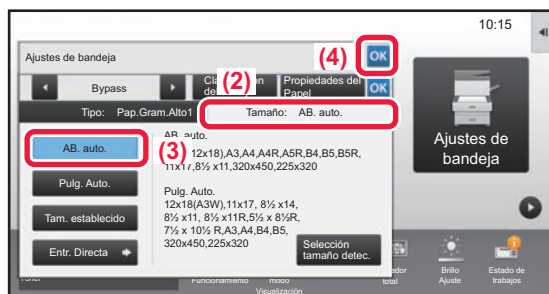 10:15
Ajustes de bandeja
(4)
OK
Bypass
(2)
Propiedades del
Papel
OK
Tipo: Pap.Gram.Alto1
Tamaño: AB. auto.
AB. auto.
(3)
AB. auto.
12x18),A3,A4,A4R,A5R,B4,B5,B5R,
11x17,8½ x11,320x450,225x320
Pulg. Auto.
Pulg. Auto.
12x18(A3W),11x17, 8½ x14,
8½ x11, 8½ x11R,5½ x 8½R,
7½ x 10½ R,A3,A4,B4,B5,
320x450,225x320
Tam. establecido
Entr. Directa
Selección
tamaño detec.
Ajustes de
bandeja
Funcionamiento
modo
Visualización
total
Brillo
Ajuste
Estado de
trabajos